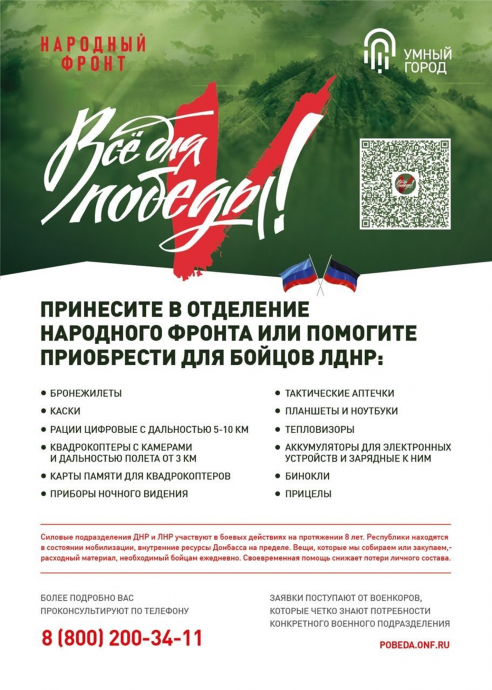 НАРОДНЫЙ
ФРОНТ
УМНЫЙ
ГОРОД
Всё для
победы!
ПРИНЕСИТЕ В ОТДЕЛЕНИЕ
НАРОДНОГО ФРОНТА ИЛИ ПОМОГИТЕ
ПРИОБРЕСТИ ДЛЯ БОЙЦОВ ЛДНР:
• БРОНЕЖИЛЕТЫ
• КАСКИ
• РАЦИИ ЦИФРОВЫЕ С ДАЛЬНОСТЬЮ 5-10 КМ
• КВАДРОКОПТЕРЫ С КАМЕРАМИ
И ДАЛЬНОСТЬЮ ПОЛЕТА ОТ 3 КМ
• КАРТЫ ПАМЯТИ ДЛЯ КВАДРОКОПТЕРОВ
• ПРИБОРЫ НОЧНОГО ВИДЕНИЯ
• ТАКТИЧЕСКИЕ АПТЕЧКИ
• ПЛАНШЕТЫ И НОУТБУКИ
• ТЕПЛОВИЗОРЫ
• АККУМУЛЯТОРЫ ДЛЯ ЭЛЕКТРОННЫХ
УСТРОЙСТВ И ЗАРЯДНЫЕ К НИМ
• БИНОКЛИ
• ПРИЦЕЛЫ
Силовые подразделения ДНР и ЛНР участвуют в боевых действиях на протяжении 8 лет. Республики находятся
в состоянии мобилизации, внутренние ресурсы Донбасса на пределе. Вещи, которые мы собираем или закупаем,-
расходный материал, необходимый бойцам ежедневно. Своевременная помощь снижает потери личного состава.
БОЛЕЕ ПОДРОБНО ВАС
ПРОКОНСУЛЬТИРУЮТ ПО ТЕЛЕФОНУ
8 (800) 200-34-11
ЗАЯВКИ ПОСТУПАЮТ ОТ ВОЕНКОРОВ,
КОТОРЫЕ ЧЕТКО ЗНАЮТ ПОТРЕБНОСТИ
КОНКРЕТНОГО ВОЕННОГО ПОДРАЗДЕЛЕНИЯ
POBEDA.ONF.RU